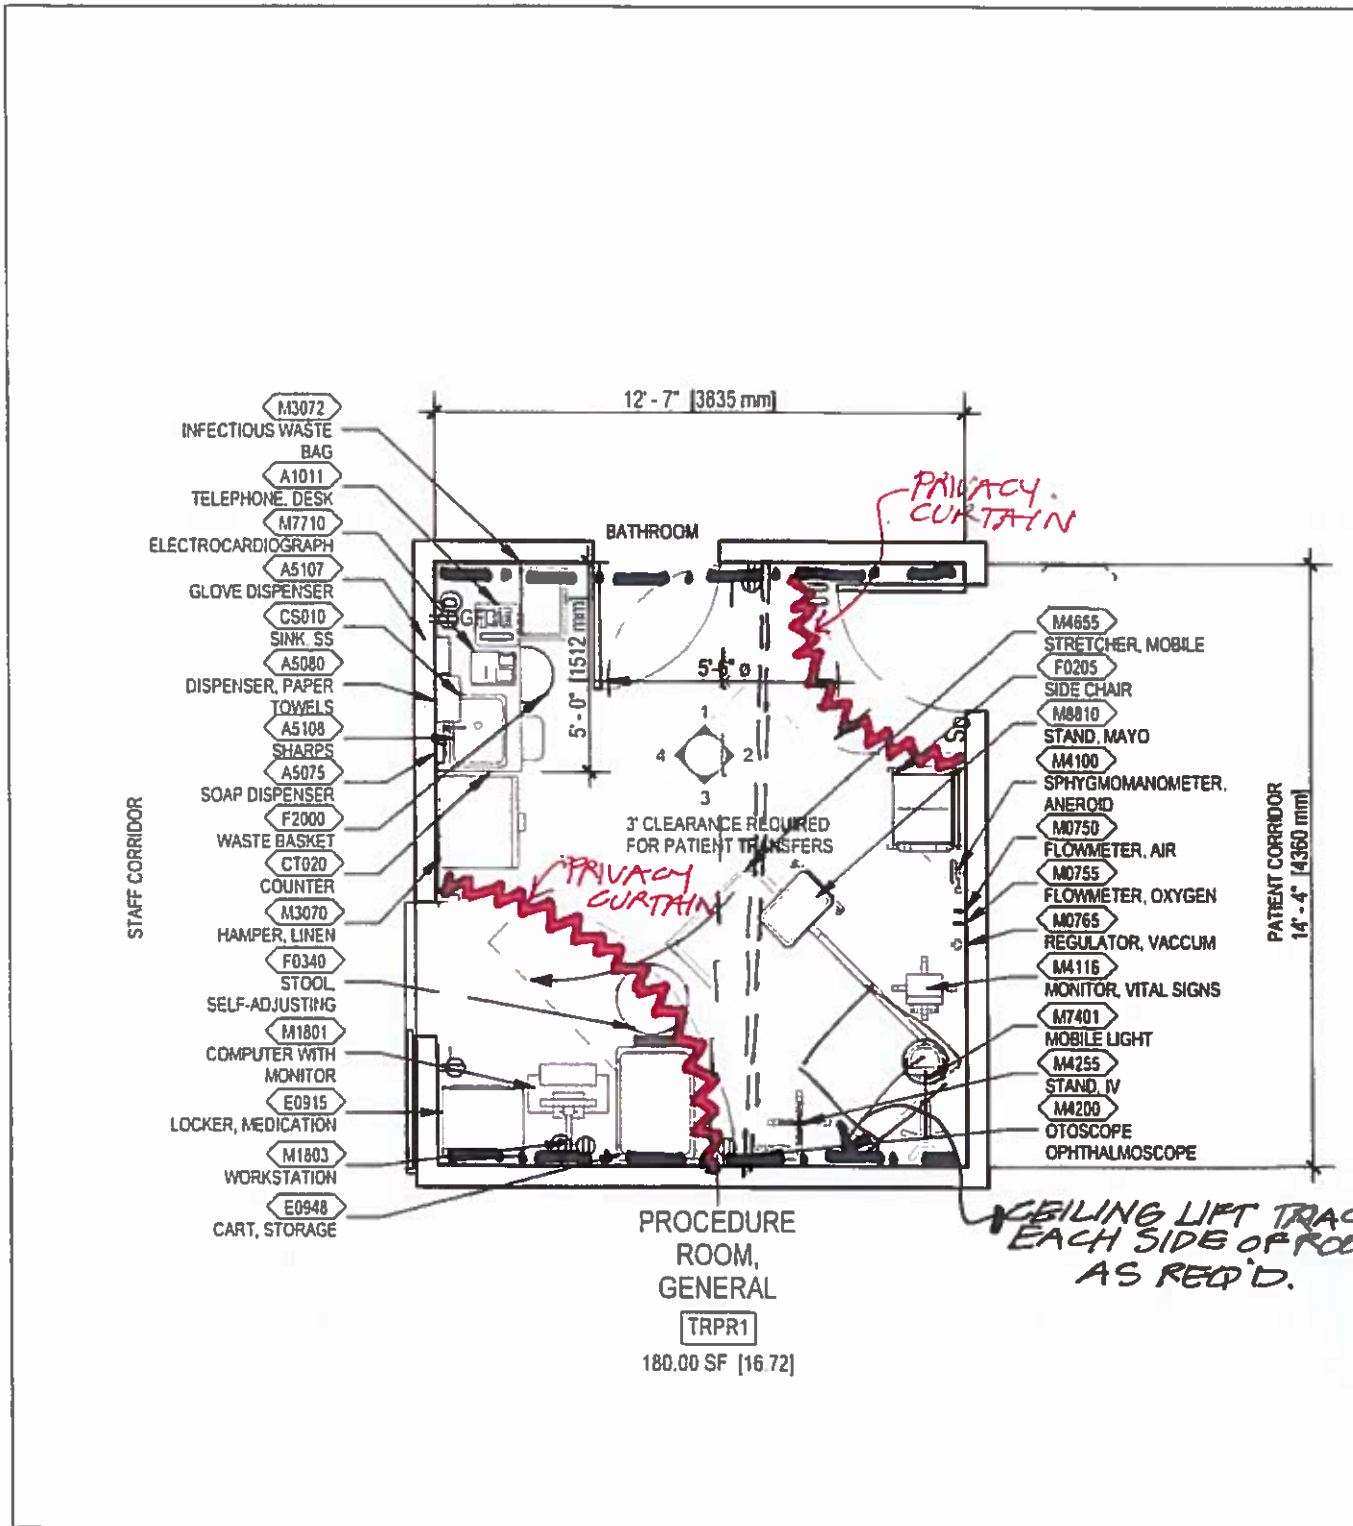 12' - 7" [3835 mm]
M3072
INFECTIOUS WASTE
BAG
A1011
TELEPHONE, DESK
M7710
ELECTROCARDIOGRAPH
A5107
GLOVE DISPENSER
CS010
SINK, SS
A5080
DISPENSER, PAPER
TOWELS
A5108
SHARPS
A5075
SOAP DISPENSER
F2000
WASTE BASKET
CT020
COUNTER
M3070
HAMPER, LINEN
F0340
STOOL,
SELF-ADJUSTING
M1801
COMPUTER WITH
MONITOR
E0915
LOCKER, MEDICATION
M1803
WORKSTATION
E0948
CART, STORAGE
STAFF CORRIDOR
BATHROOM
PRIVACY
CURTAIN
GFCI
5'-6" ø
5' - 0" [1512 mm]
1
4
2
3
3' CLEARANCE REQUIRED
FOR PATIENT TRANSFERS
PRIVACY
CURTAIN
M4655
STRETCHER, MOBILE
F0205
SIDE CHAIR
M8810
STAND, MAYO
M4100
SPHYGMOMANOMETER,
ANEROID
M0750
FLOWMETER, AIR
M0755
FLOWMETER, OXYGEN
M0765
REGULATOR, VACCUM
M4116
MONITOR, VITAL SIGNS
M7401
MOBILE LIGHT
M4255
STAND, IV
M4200
OTOSCOPE
OPHTHALMOSCOPE
PATIENT CORRIDOR
14' - 4" [4360 mm]
CEILING LIFT TRAC
EACH SIDE OF ROO
AS REQ'D.
PROCEDURE
ROOM,
GENERAL
TRPR1
180.00 SF [16.72]